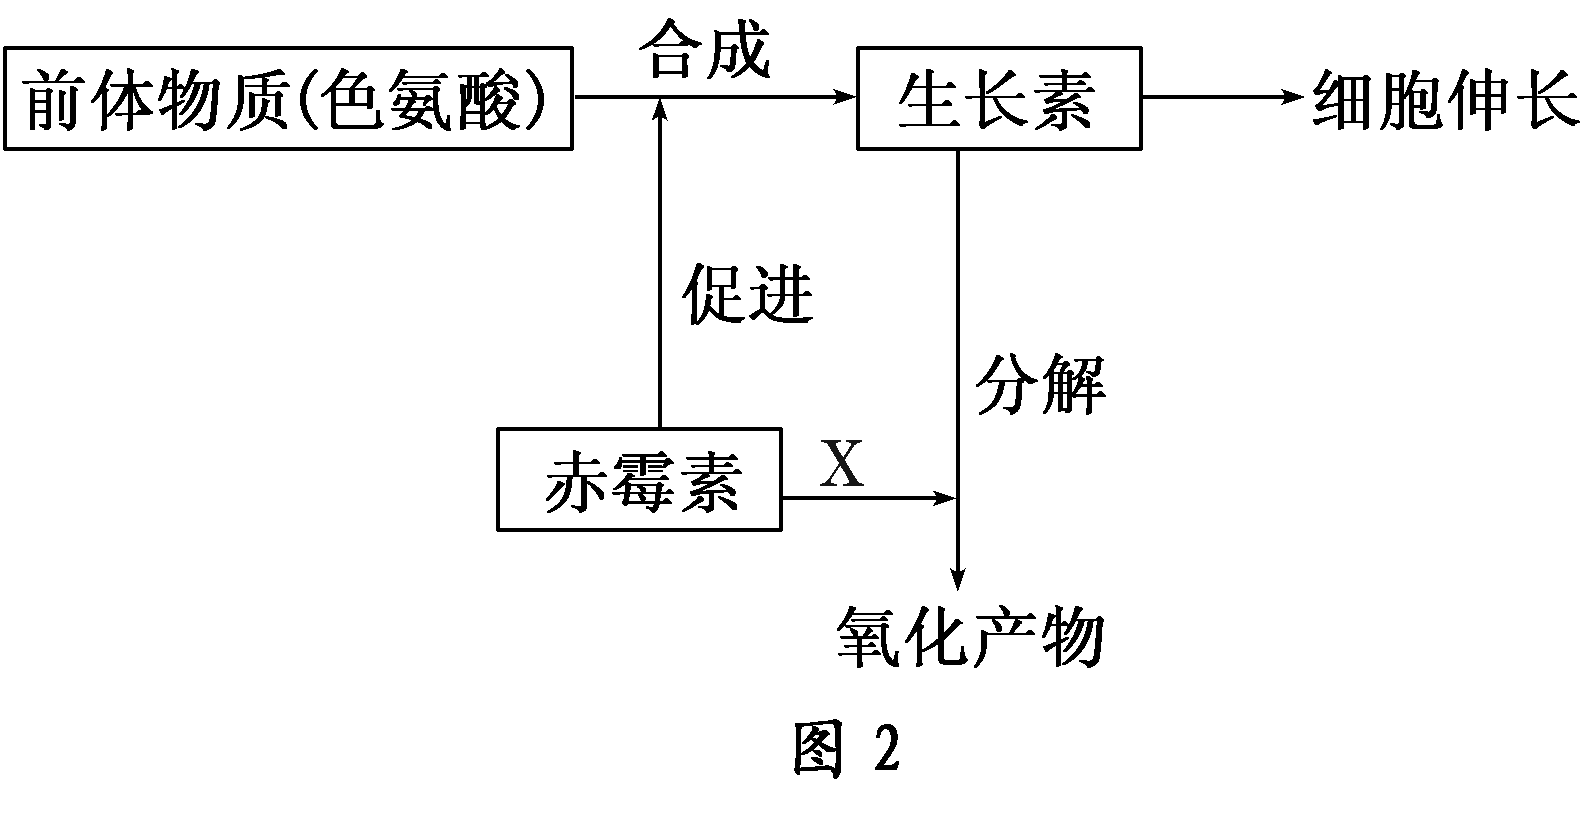 合成
前体物质(色氨酸)
生长素
细胞伸长
促进
分解
赤霉素
X
氧化产物
图 2